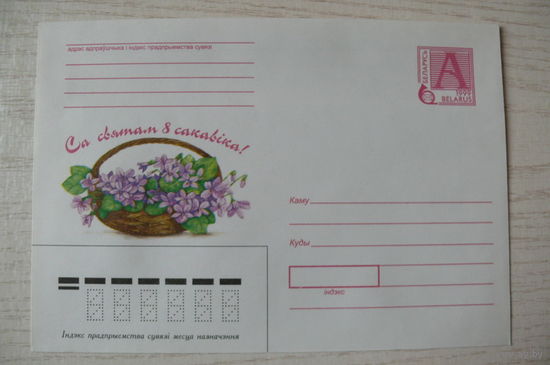 адрас адпраўшчыка і індэкс прадпрыемства сувязі
БЕЛАРУСЬ
A
1999
BELARUS
Са святам 8 сакавіка!
Каму
Куды
індэкс
Індэкс прадпрыемства сувязі месца назначэння